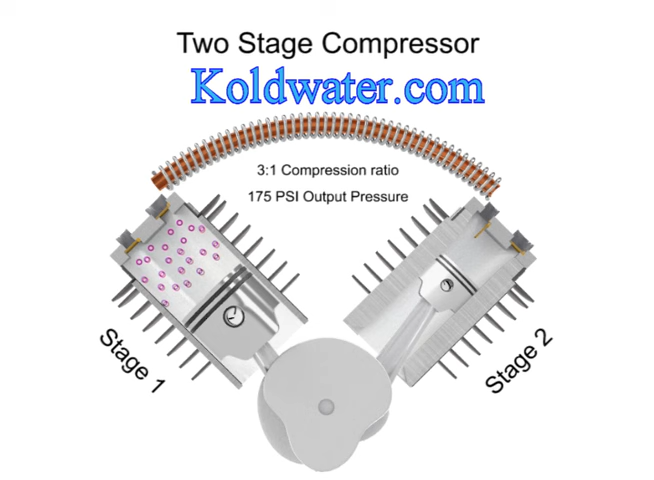 Two Stage Compressor
Koldwater.com
3:1 Compression ratio
175 PSI Output Pressure
Stage 1
Stage 2